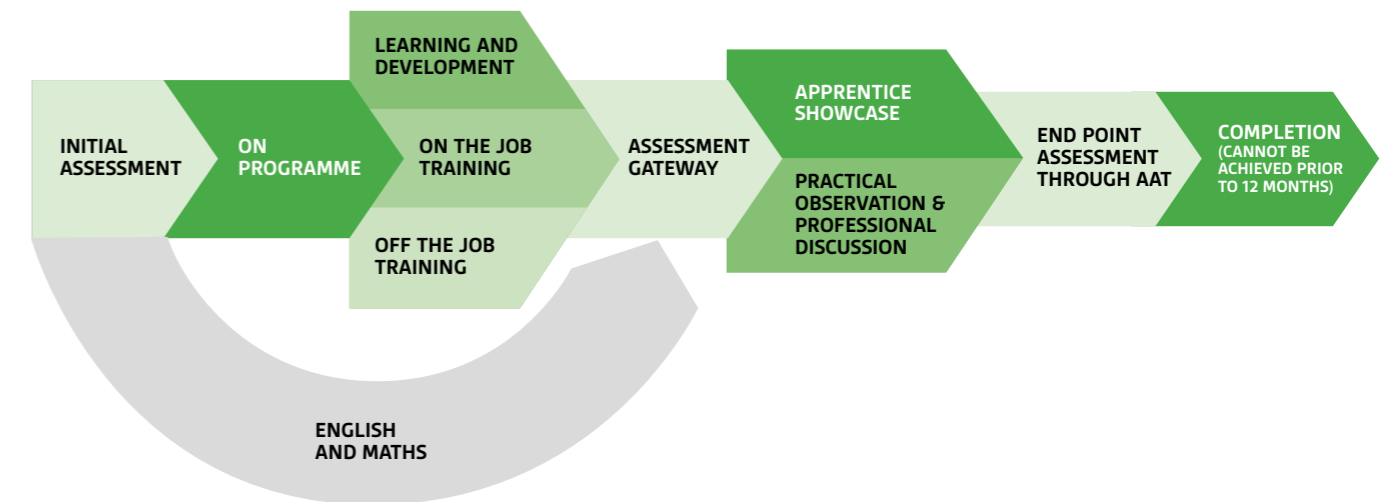 INITIAL
ASSESSMENT
ON
PROGRAMME
LEARNING AND
DEVELOPMENT
ON THE JOB
TRAINING
OFF THE JOB
TRAINING
ASSESSMENT
GATEWAY
APPRENTICE
SHOWCASE
PRACTICAL
OBSERVATION &
PROFESSIONAL
DISCUSSION
END POINT
ASSESSMENT
THROUGH AAT
COMPLETION
(CANNOT BE
ACHIEVED PRIOR
TO 12 MONTHS)
ENGLISH
AND MATHS